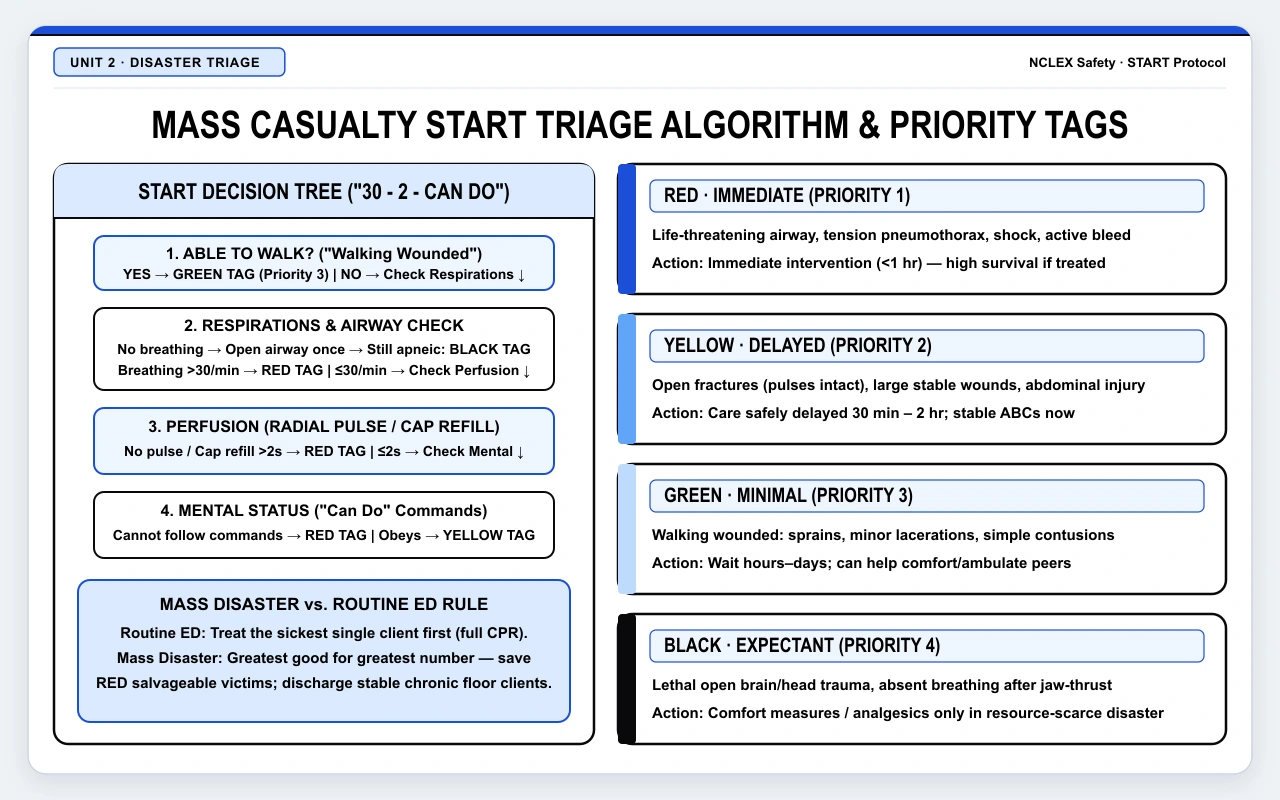 UNIT 2 · DISASTER TRIAGE
NCLEX Safety · START Protocol
MASS CASUALTY START TRIAGE ALGORITHM & PRIORITY TAGS
START DECISION TREE ("30 - 2 - CAN DO")
1. ABLE TO WALK? ("Walking Wounded")
YES → GREEN TAG (Priority 3) | NO → Check Respirations ↓
2. RESPIRATIONS & AIRWAY CHECK
No breathing → Open airway once → Still apneic: BLACK TAG
Breathing >30/min → RED TAG | ≤30/min → Check Perfusion ↓
3. PERFUSION (RADIAL PULSE / CAP REFILL)
No pulse / Cap refill >2s → RED TAG | ≤2s → Check Mental ↓
4. MENTAL STATUS ("Can Do" Commands)
Cannot follow commands → RED TAG | Obeys → YELLOW TAG
MASS DISASTER vs. ROUTINE ED RULE
Routine ED: Treat the sickest single client first (full CPR).
Mass Disaster: Greatest good for greatest number — save
RED salvageable victims; discharge stable chronic floor clients.
RED · IMMEDIATE (PRIORITY 1)
Life-threatening airway, tension pneumothorax, shock, active bleed
Action: Immediate intervention (<1 hr) — high survival if treated
YELLOW · DELAYED (PRIORITY 2)
Open fractures (pulses intact), large stable wounds, abdominal injury
Action: Care safely delayed 30 min – 2 hr; stable ABCs now
GREEN · MINIMAL (PRIORITY 3)
Walking wounded: sprains, minor lacerations, simple contusions
Action: Wait hours–days; can help comfort/ambulate peers
BLACK · EXPECTANT (PRIORITY 4)
Lethal open brain/head trauma, absent breathing after jaw-thrust
Action: Comfort measures / analgesics only in resource-scarce disaster